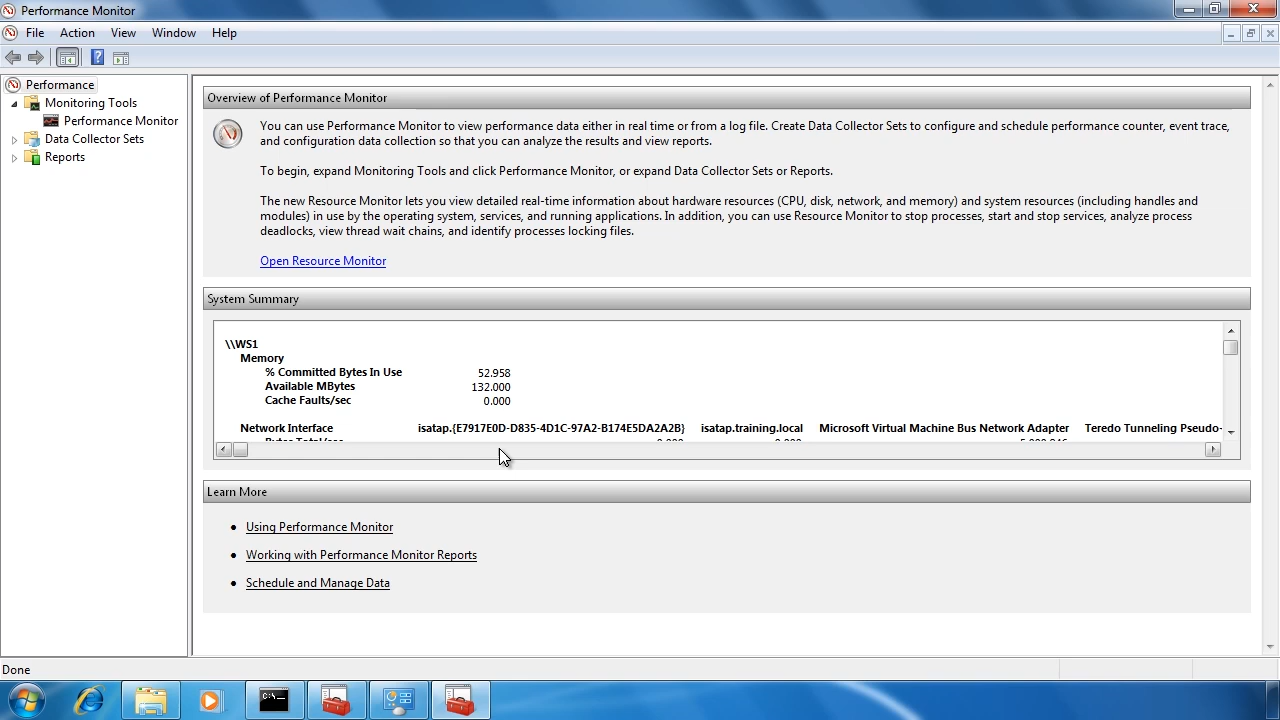 Performance Monitor
File Action View Window Help
Performance
Monitoring Tools
Performance Monitor
Data Collector Sets
Reports
Overview of Performance Monitor
You can use Performance Monitor to view performance data either in real time or from a log file. Create Data Collector Sets to configure and schedule performance counter, event trace,
and configuration data collection so that you can analyze the results and view reports.
To begin, expand Monitoring Tools and click Performance Monitor, or expand Data Collector Sets or Reports.
The new Resource Monitor lets you view detailed real-time information about hardware resources (CPU, disk, network, and memory) and system resources (including handles and
modules) in use by the operating system, services, and running applications. In addition, you can use Resource Monitor to stop processes, start and stop services, analyze process
deadlocks, view thread wait chains, and identify processes locking files.
Open Resource Monitor
System Summary
\\WS1
Memory
% Committed Bytes In Use 52.958
Available MBytes 132.000
Cache Faults/sec 0.000
Network Interface isatap.{E7917E0D-D835-4D1C-97A2-B174E5DA2A2B} isatap.training.local Microsoft Virtual Machine Bus Network Adapter Teredo Tunneling Pseudo-
Learn More
Using Performance Monitor
Working with Performance Monitor Reports
Schedule and Manage Data
Done
C:\.